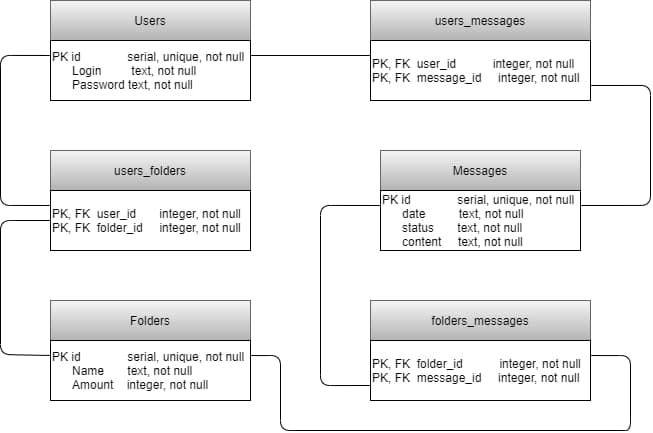 Users
PK id serial, unique, not null
Login text, not null
Password text, not null
users_messages
PK, FK user_id integer, not null
PK, FK message_id integer, not null
users_folders
PK, FK user_id integer, not null
PK, FK folder_id integer, not null
Messages
PK id serial, unique, not null
date text, not null
status text, not null
content text, not null
Folders
PK id serial, unique, not null
Name text, not null
Amount integer, not null
folders_messages
PK, FK folder_id integer, not null
PK, FK message_id integer, not null